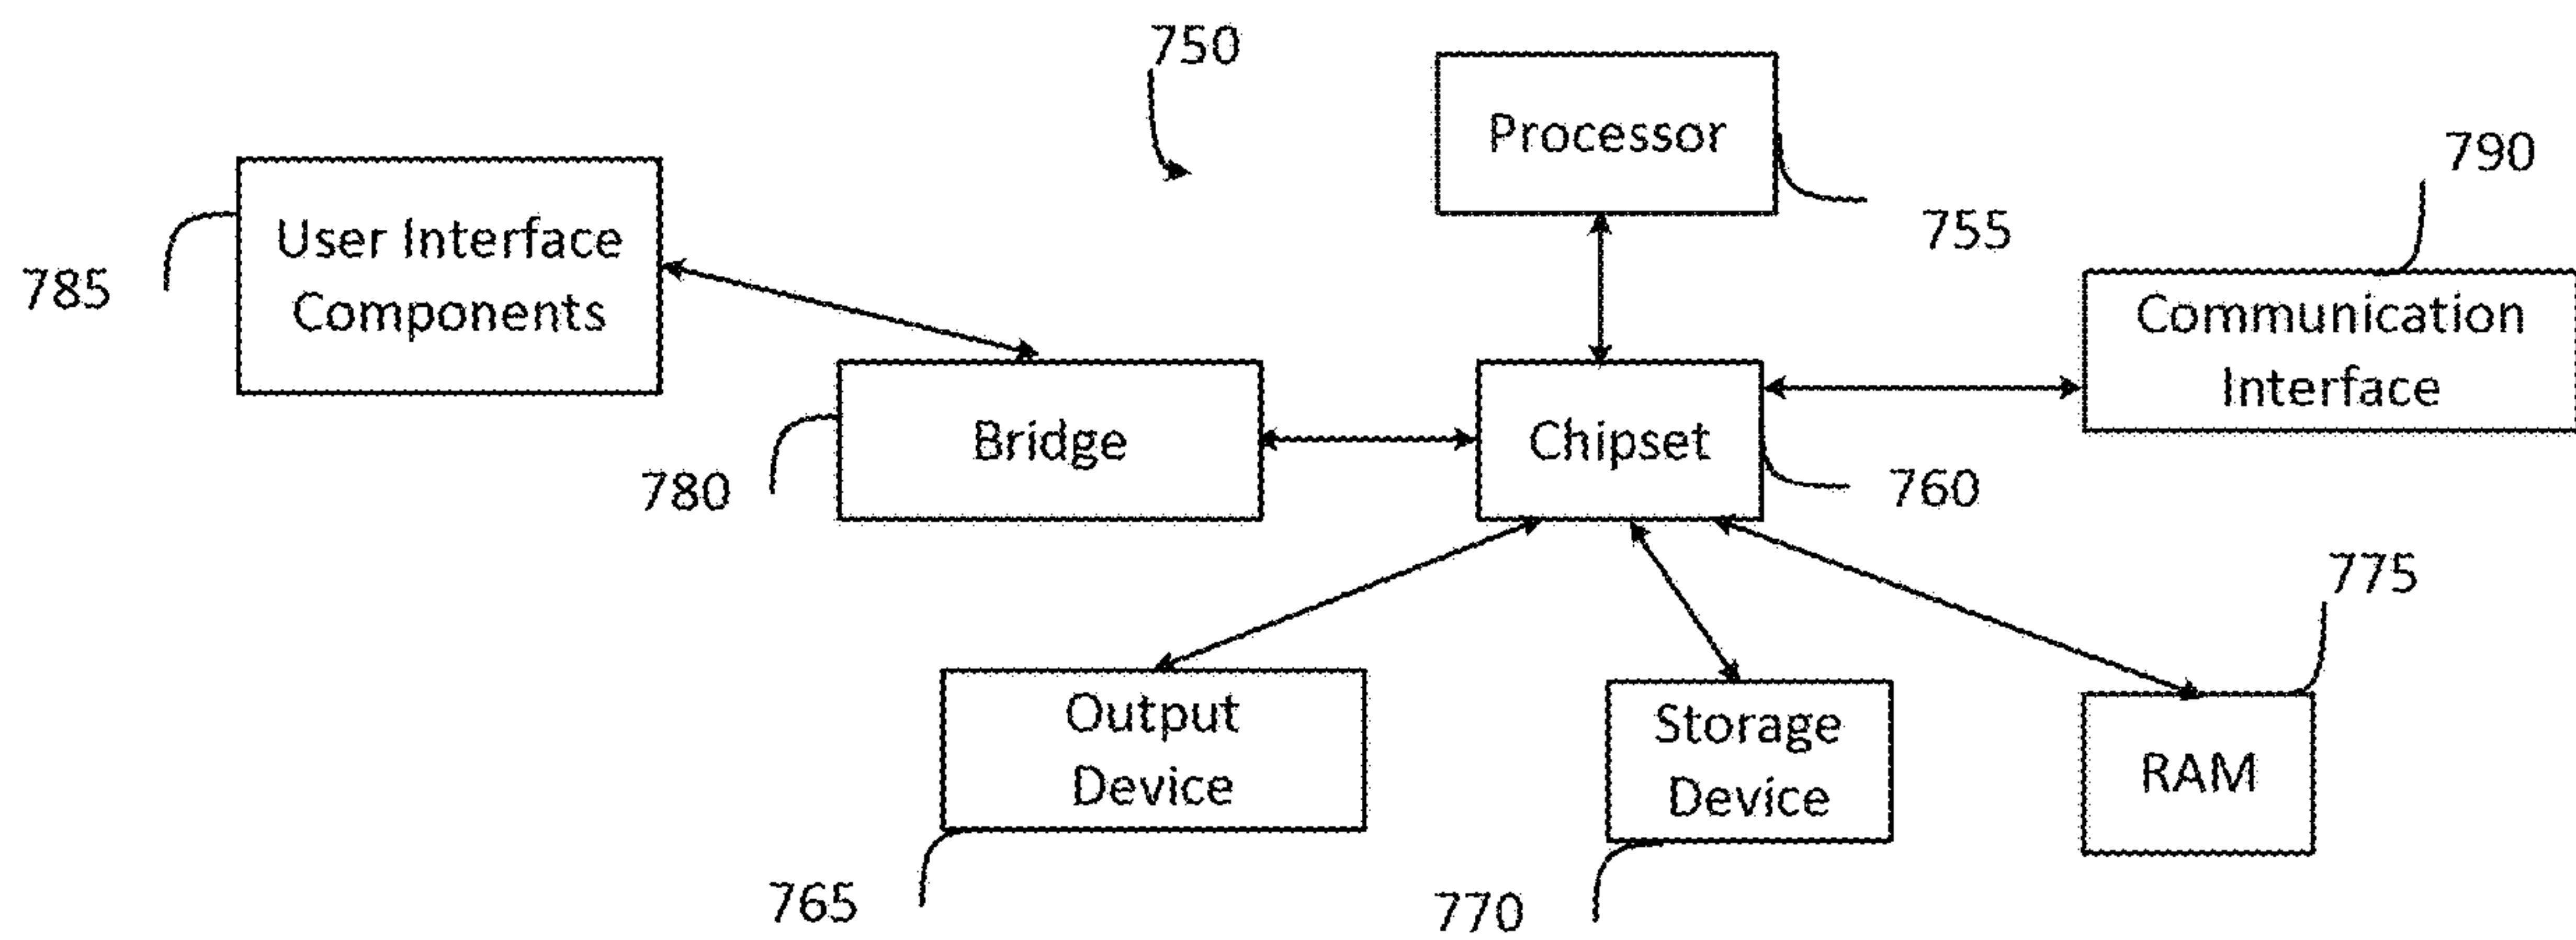 750
Processor
790
755
User Interface
Components
785
Communication
Interface
Bridge
Chipset
780
760
775
Output
Device
Storage
Device
RAM
765
770